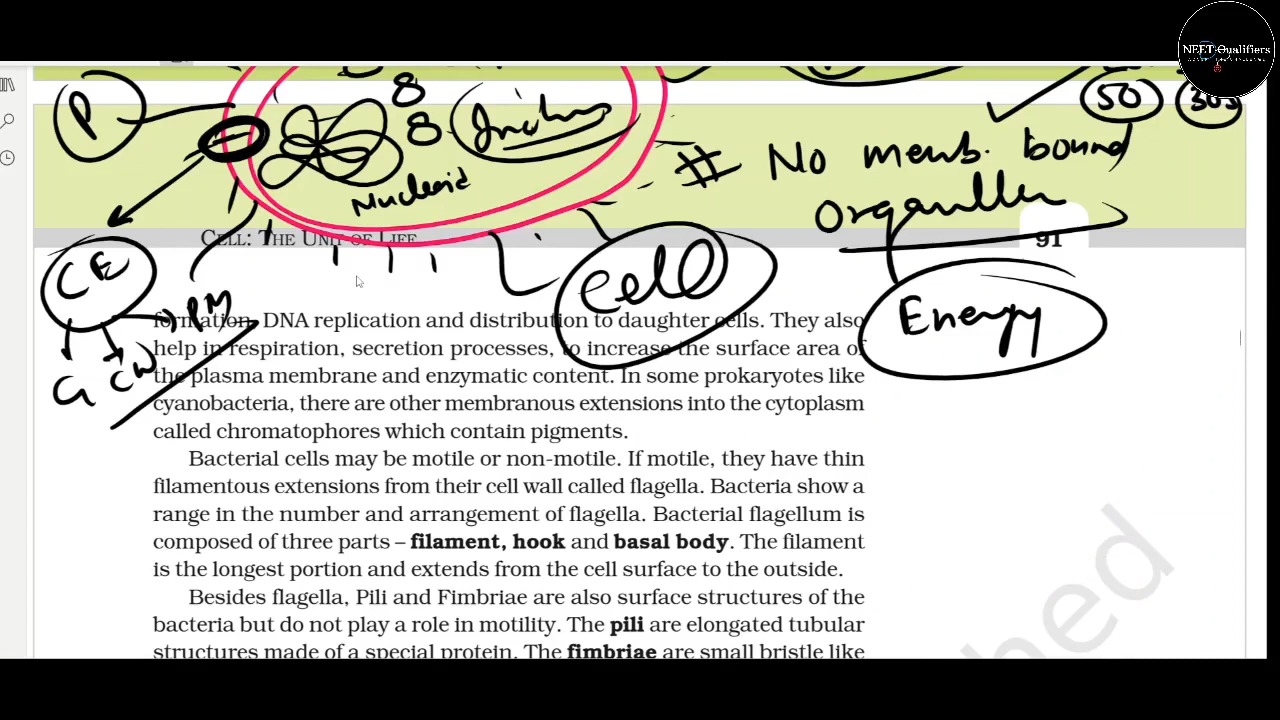 NEET-Qualifiers
P
8
8
50
Nucleoid
# No memb. bound
organelles
CELL: THE UNIT OF LIFE
91
CE
Cell
Energy
PM
G CW
formation, DNA replication and distribution to daughter cells. They also
help in respiration, secretion processes, to increase the surface area of
the plasma membrane and enzymatic content. In some prokaryotes like
cyanobacteria, there are other membranous extensions into the cytoplasm
called chromatophores which contain pigments.
Bacterial cells may be motile or non-motile. If motile, they have thin
filamentous extensions from their cell wall called flagella. Bacteria show a
range in the number and arrangement of flagella. Bacterial flagellum is
composed of three parts – filament, hook and basal body. The filament
is the longest portion and extends from the cell surface to the outside.
Besides flagella, Pili and Fimbriae are also surface structures of the
bacteria but do not play a role in motility. The pili are elongated tubular
structures made of a special protein. The fimbriae are small bristle like